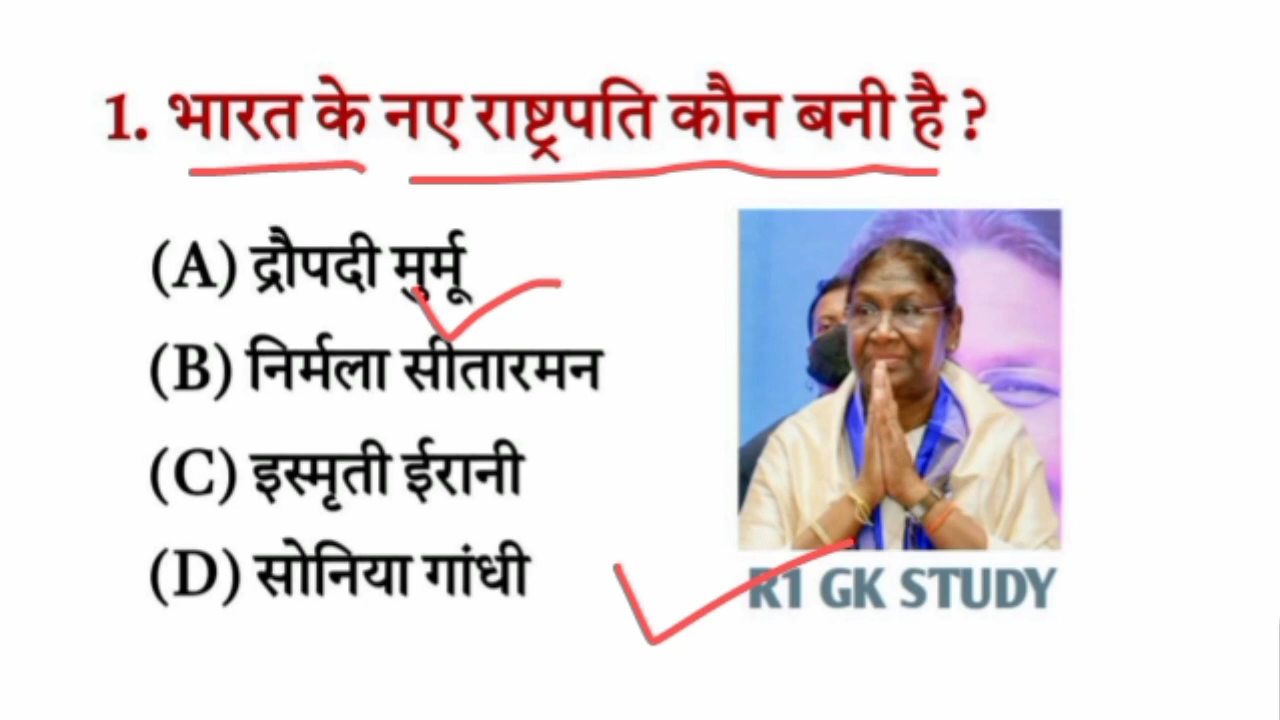 1. भारत के नए राष्ट्रपति कौन बनी है ?
(A) द्रौपदी मुर्मू
(B) निर्मला सीतारमन
(C) इस्मृती ईरानी
(D) सोनिया गांधी
R1 GK STUDY